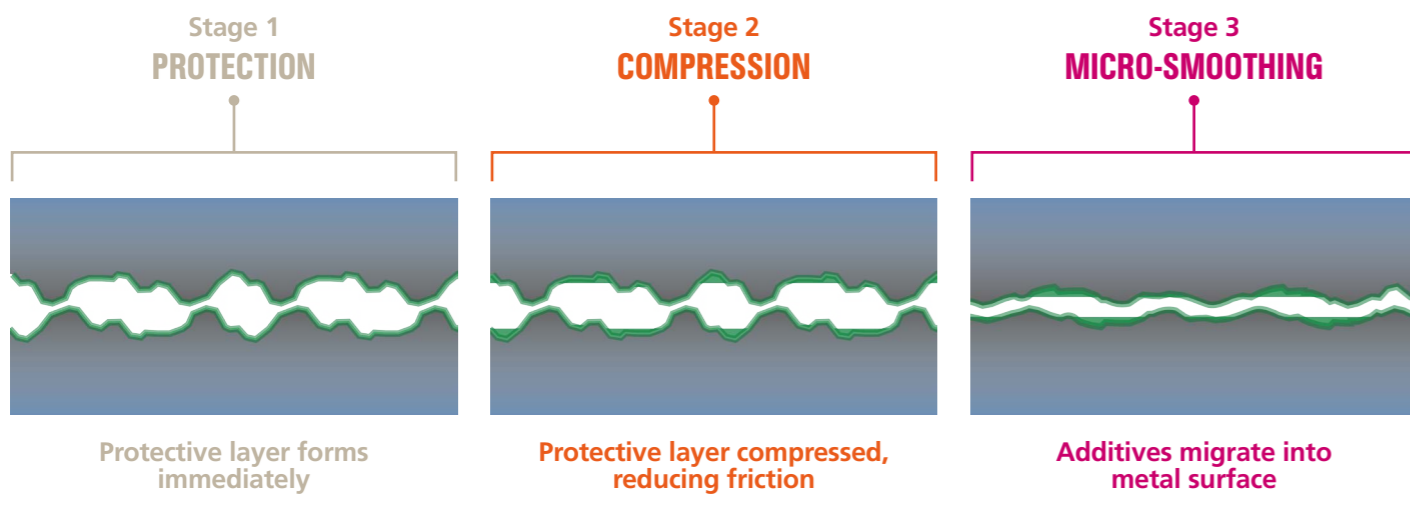 Stage 1
PROTECTION
Protective layer forms
immediately
Stage 2
COMPRESSION
Protective layer compressed,
reducing friction
Stage 3
MICRO-SMOOTHING
Additives migrate into
metal surface